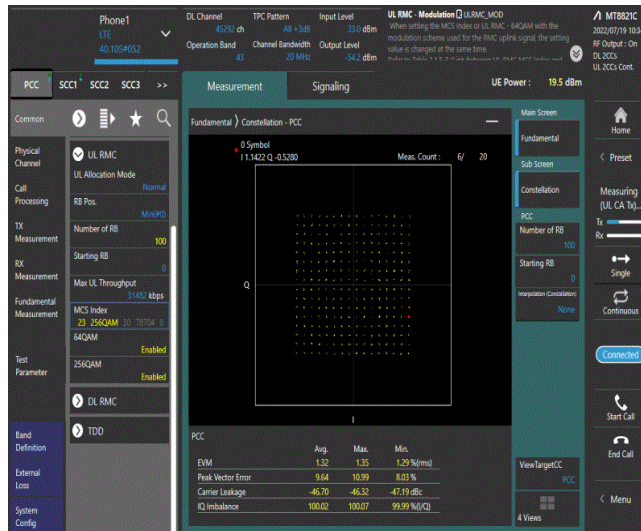 Phone1
LTE
40.10S#052
DL Channel
45292 ch
Operation Band
43
TPC Pattern
All +3dB
Channel Bandwidth
20 MHz
Input Level
33.0 dBm
Output Level
-54.2 dBm
UL RMC - Modulation ULRMC_MOD
When setting the MCS Index or UL RMC - 64QAM with the
modulation scheme used for the RMC uplink signal, the setting
value is changed at the same time.
MT8821C
2022/07/19 10:3
RF Output : On
DL 2CCs
UL 2CCs Cont.
PCC SCC1 SCC2 SCC3 >>
Measurement Signaling
UE Power : 19.5 dBm
Common
Physical
Channel
Call
Processing
TX
Measurement
RX
Measurement
Fundamental
Measurement
Test
Parameter
Band
Definition
External
Loss
System
Config
UL RMC
UL Allocation Mode
Normal
RB Pos.
Min(#0)
Number of RB
100
Starting RB
0
Max UL Throughput
31482 kbps
MCS Index
23 256QAM 30 78704 8
64QAM
Enabled
256QAM
Enabled
DL RMC
TDD
Fundamental Constellation - PCC
0 Symbol
I 1.1422 Q -0.5280
Meas. Count : 6/ 20
Q
I
PCC
Avg. Max. Min.
EVM 1.32 1.35 1.29 %(rms)
Peak Vector Error 9.64 10.99 8.03 %
Carrier Leakage -46.70 -46.32 -47.19 dBc
IQ Imbalance 100.02 100.07 99.99 %(I/Q)
Main Screen
Fundamental
Sub Screen
Constellation
PCC
Number of RB
100
Starting RB
0
Interpolation (Constellation)
None
ViewTargetCC
PCC
4 Views
Home
Preset
Measuring
(UL CA Tx)...
Tx
Rx
Single
Continuous
Connected
Start Call
End Call
Menu